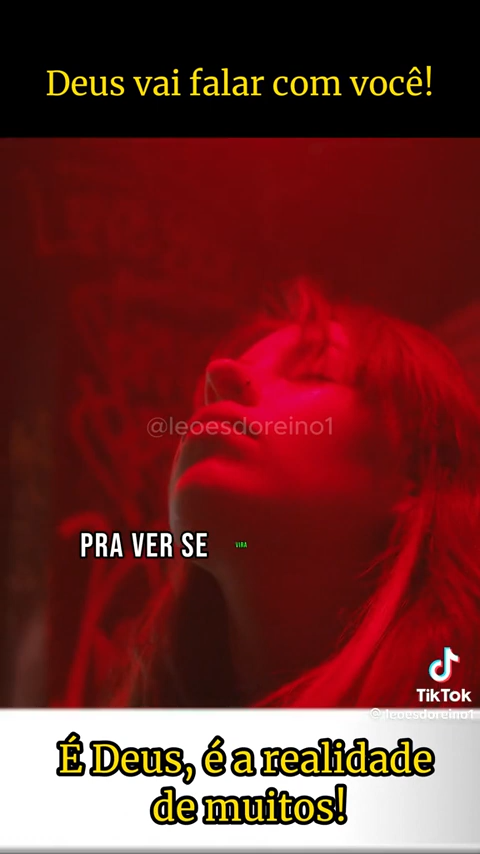 Deus vai falar com você!
@leoesdoreino1
PRA VER SE VIRA
TikTok
@leoesdoreino1
É Deus, é a realidade
de muitos!